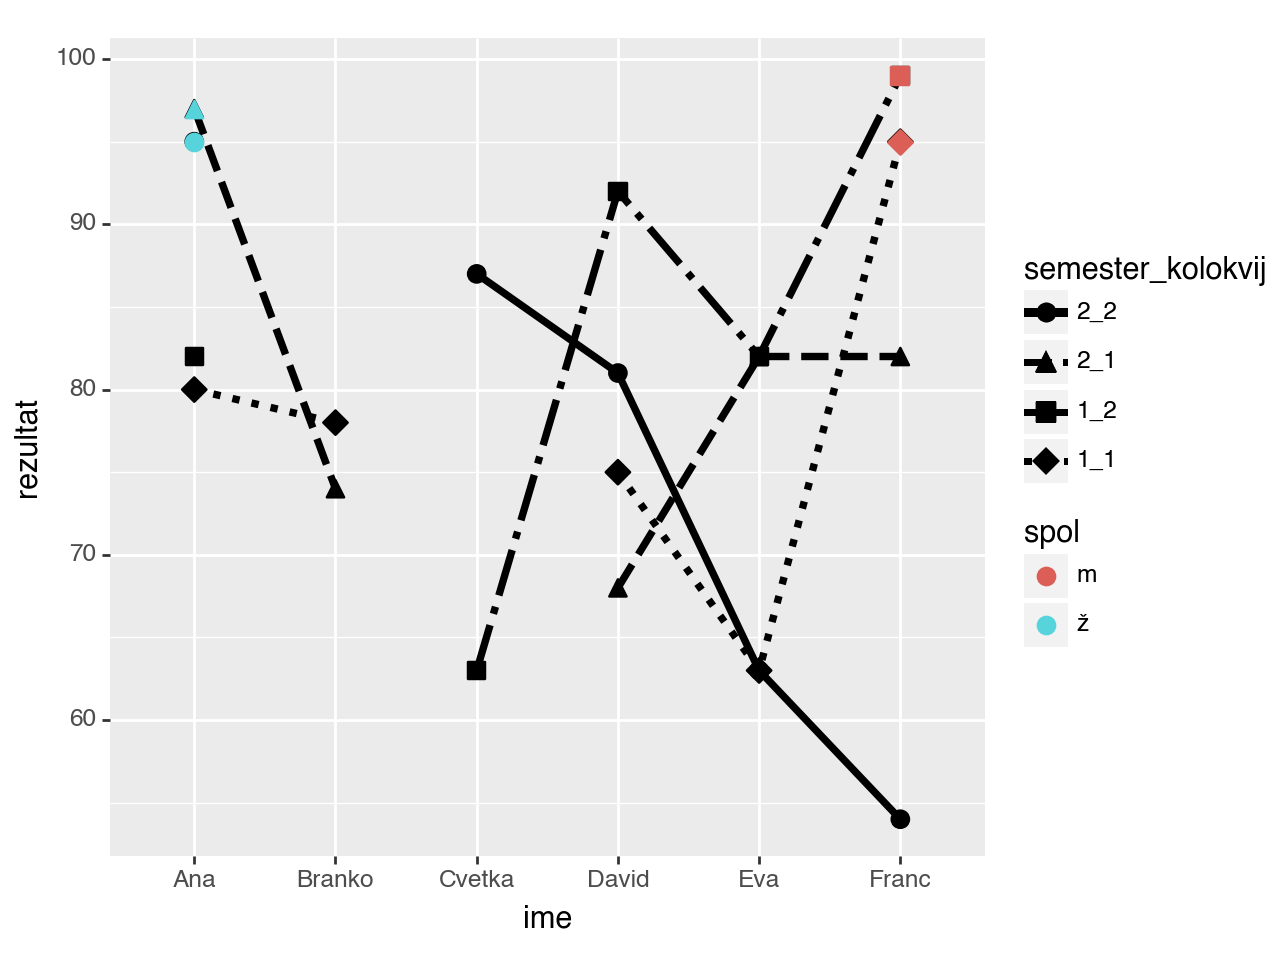 100
90
80
70
60
rezultat
Ana Branko Cvetka David Eva Franc
ime
semester_kolokvij
2_2
2_1
1_2
1_1
spol
m
ž